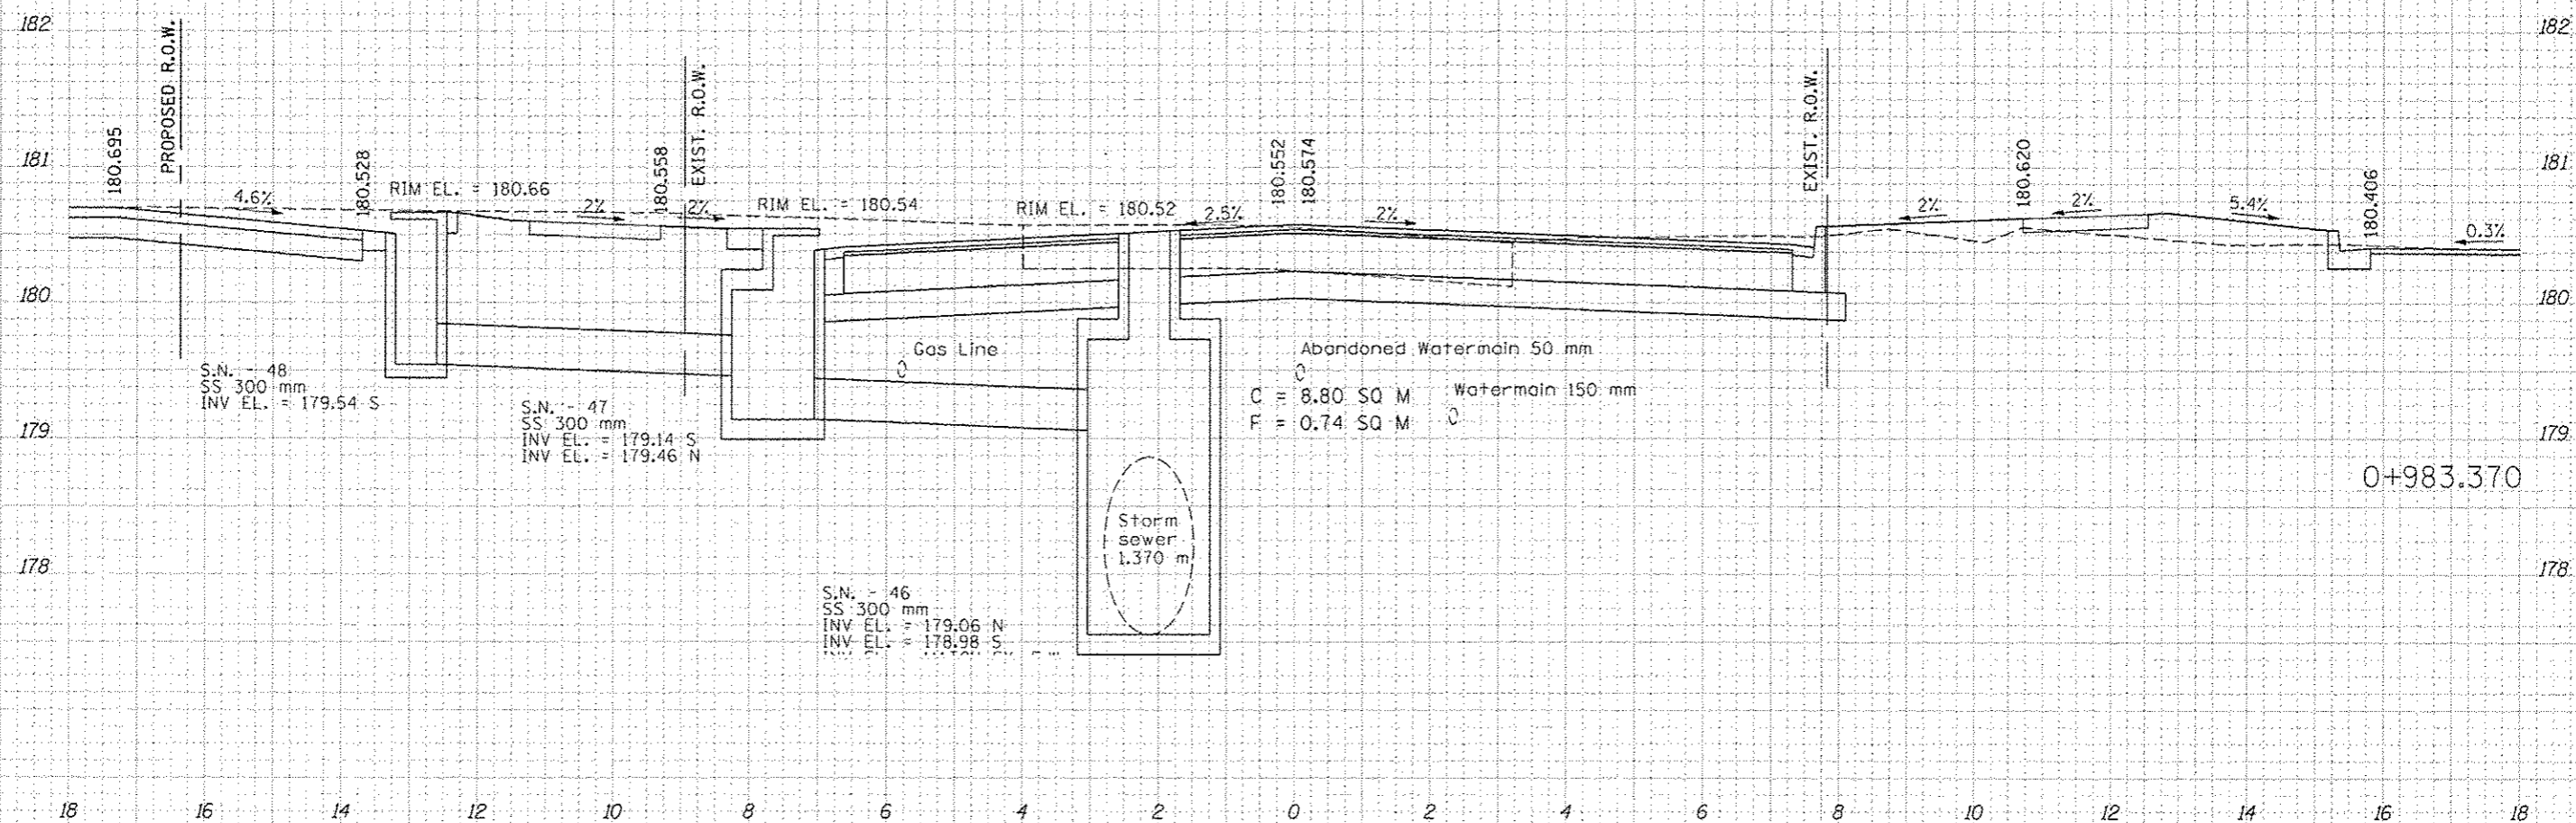 182
182
PROPOSED R.O.W.
EXIST. R.O.W.
EXIST. R.O.W.
181
181
180.695
180.528
180.558
180.552
180.574
180.620
180.406
4.6%
RIM EL. = 180.66
2%
2%
RIM EL. = 180.54
RIM EL. = 180.52
2.5%
2%
2%
2%
5.4%
0.3%
180
180
Gas Line
Abandoned Watermain 50 mm
S.N. - 48
SS 300 mm
INV EL. = 179.54 S
C = 8.80 SQ M
Watermain 150 mm
F = 0.74 SQ M
S.N. - 47
SS 300 mm
INV EL. = 179.14 S
INV EL. = 179.46 N
179
179
0+983.370
Storm
sewer
1.370 m
178
178
S.N. - 46
SS 300 mm
INV EL. = 179.06 N
INV EL. = 178.98 S
18 16 14 12 10 8 6 4 2 0 2 4 6 8 10 12 14 16 18